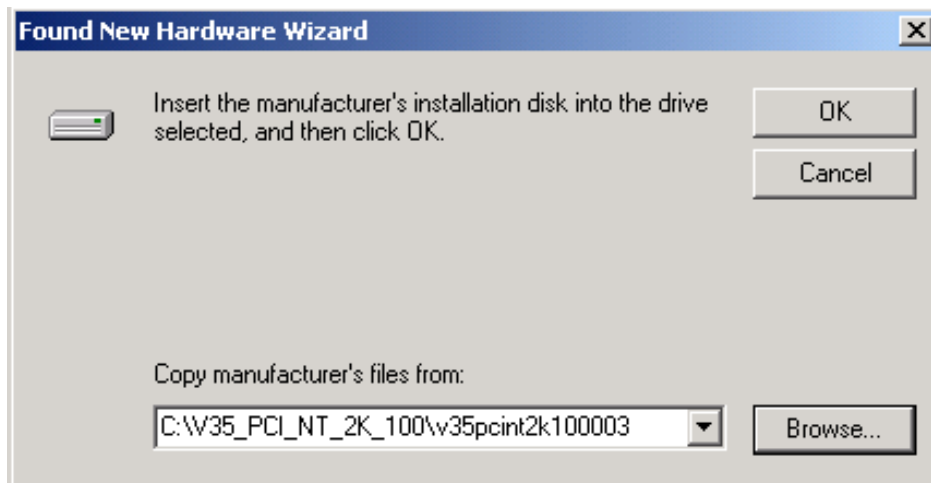 Found New Hardware Wizard
Insert the manufacturer's installation disk into the drive
selected, and then click OK.
OK
Cancel
Copy manufacturer's files from:
C:\V35_PCI_NT_2K_100\v35pcint2k100003
Browse...